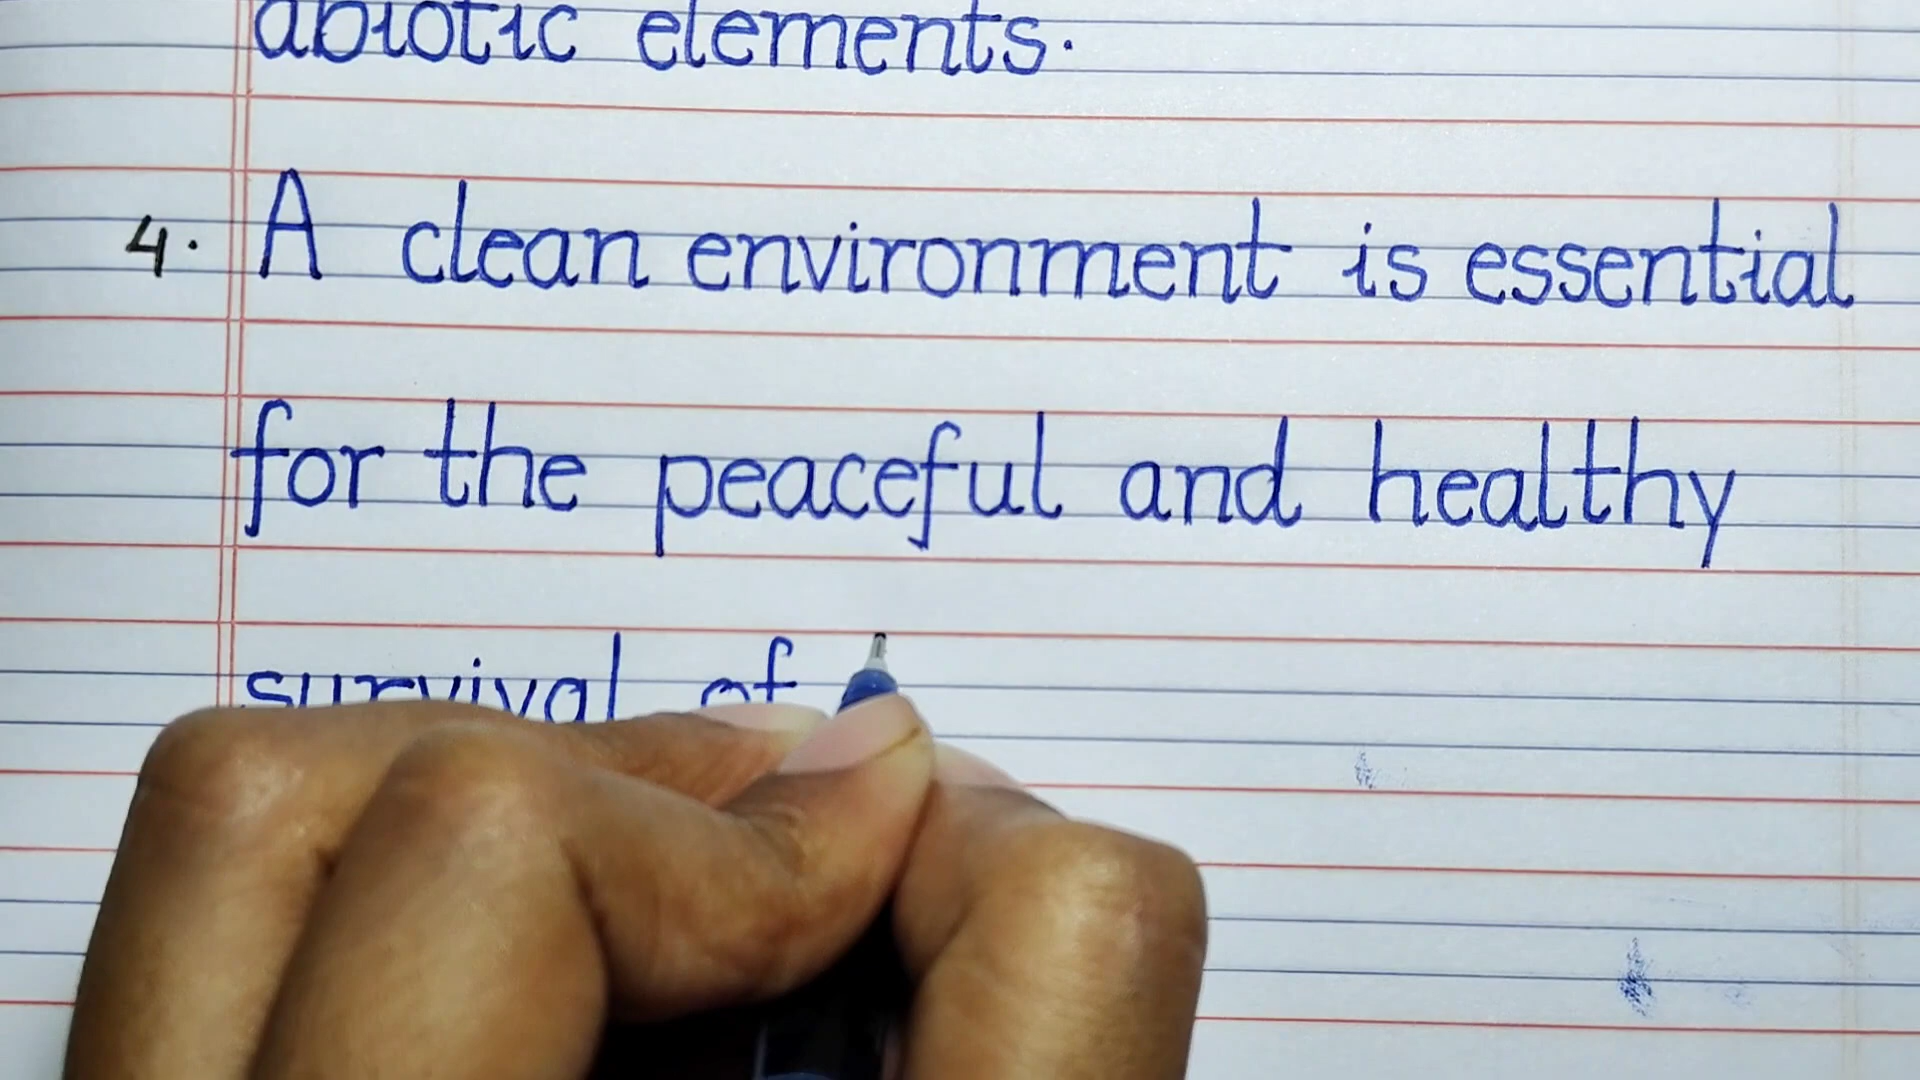 abiotic elements.
4. A clean environment is essential
for the peaceful and healthy
survival of